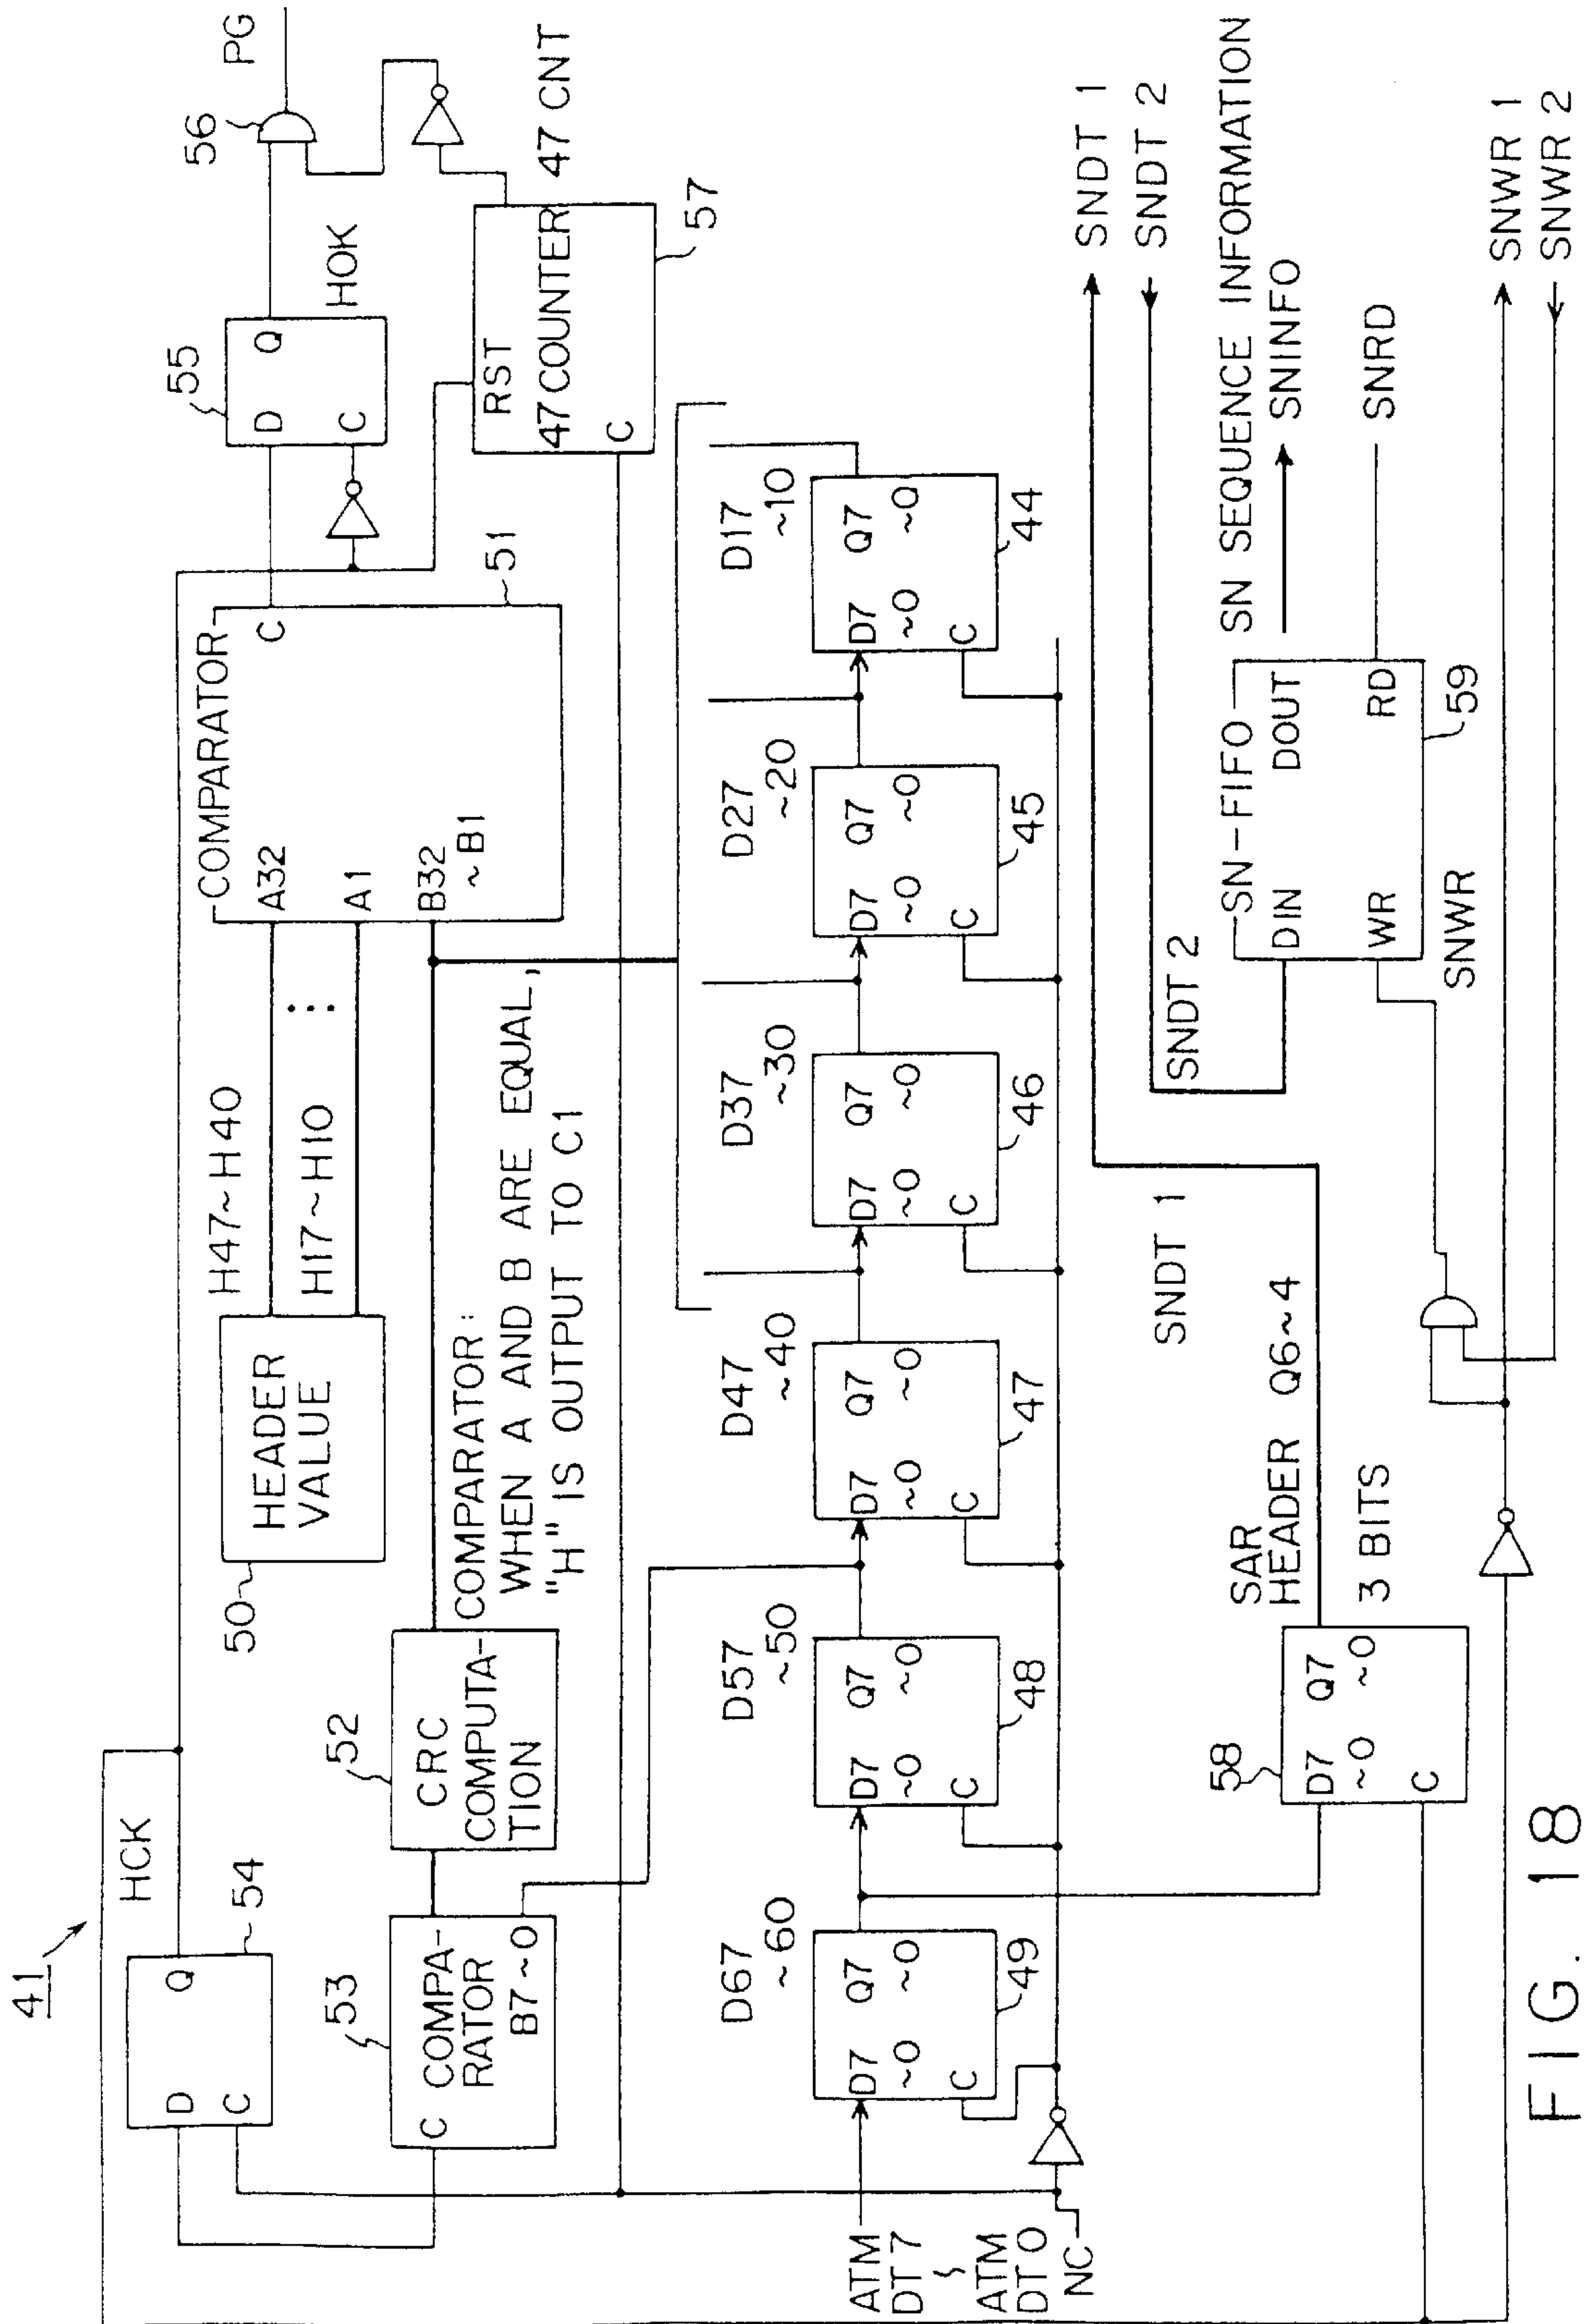 41
HCK
D
Q
C
54
50
HEADER
VALUE
H47~H40
H17~H10
COMPARATOR
A32
A1
B32
~B1
C
51
55
D
Q
C
HOK
56
PG
53
C
COMPA-
RATOR
B7~0
52
CRC
COMPUTA-
TION
COMPARATOR:
WHEN A AND B ARE EQUAL,
"H" IS OUTPUT TO C1
RST
47 COUNTER
C
47 CNT
57
D67
~60
D57
~50
D47
~40
D37
~30
D27
~20
D17
~10
ATM
DT7
~
ATM
DT0
NC
D7
~0
Q7
~0
C
49
D7
~0
Q7
~0
C
48
D7
~0
Q7
~0
C
47
D7
~0
Q7
~0
C
46
D7
~0
Q7
~0
C
45
D7
~0
Q7
~0
C
44
58
D7
~0
Q7
~0
C
SAR
HEADER Q6~4
3 BITS
SNDT 1
SNDT 1
SNDT 2
SNDT 2
SN-FIFO
DIN
DOUT
WR
RD
59
SNWR
SN SEQUENCE INFORMATION
SNINFO
SNRD
SNWR 1
SNWR 2
FIG. 18